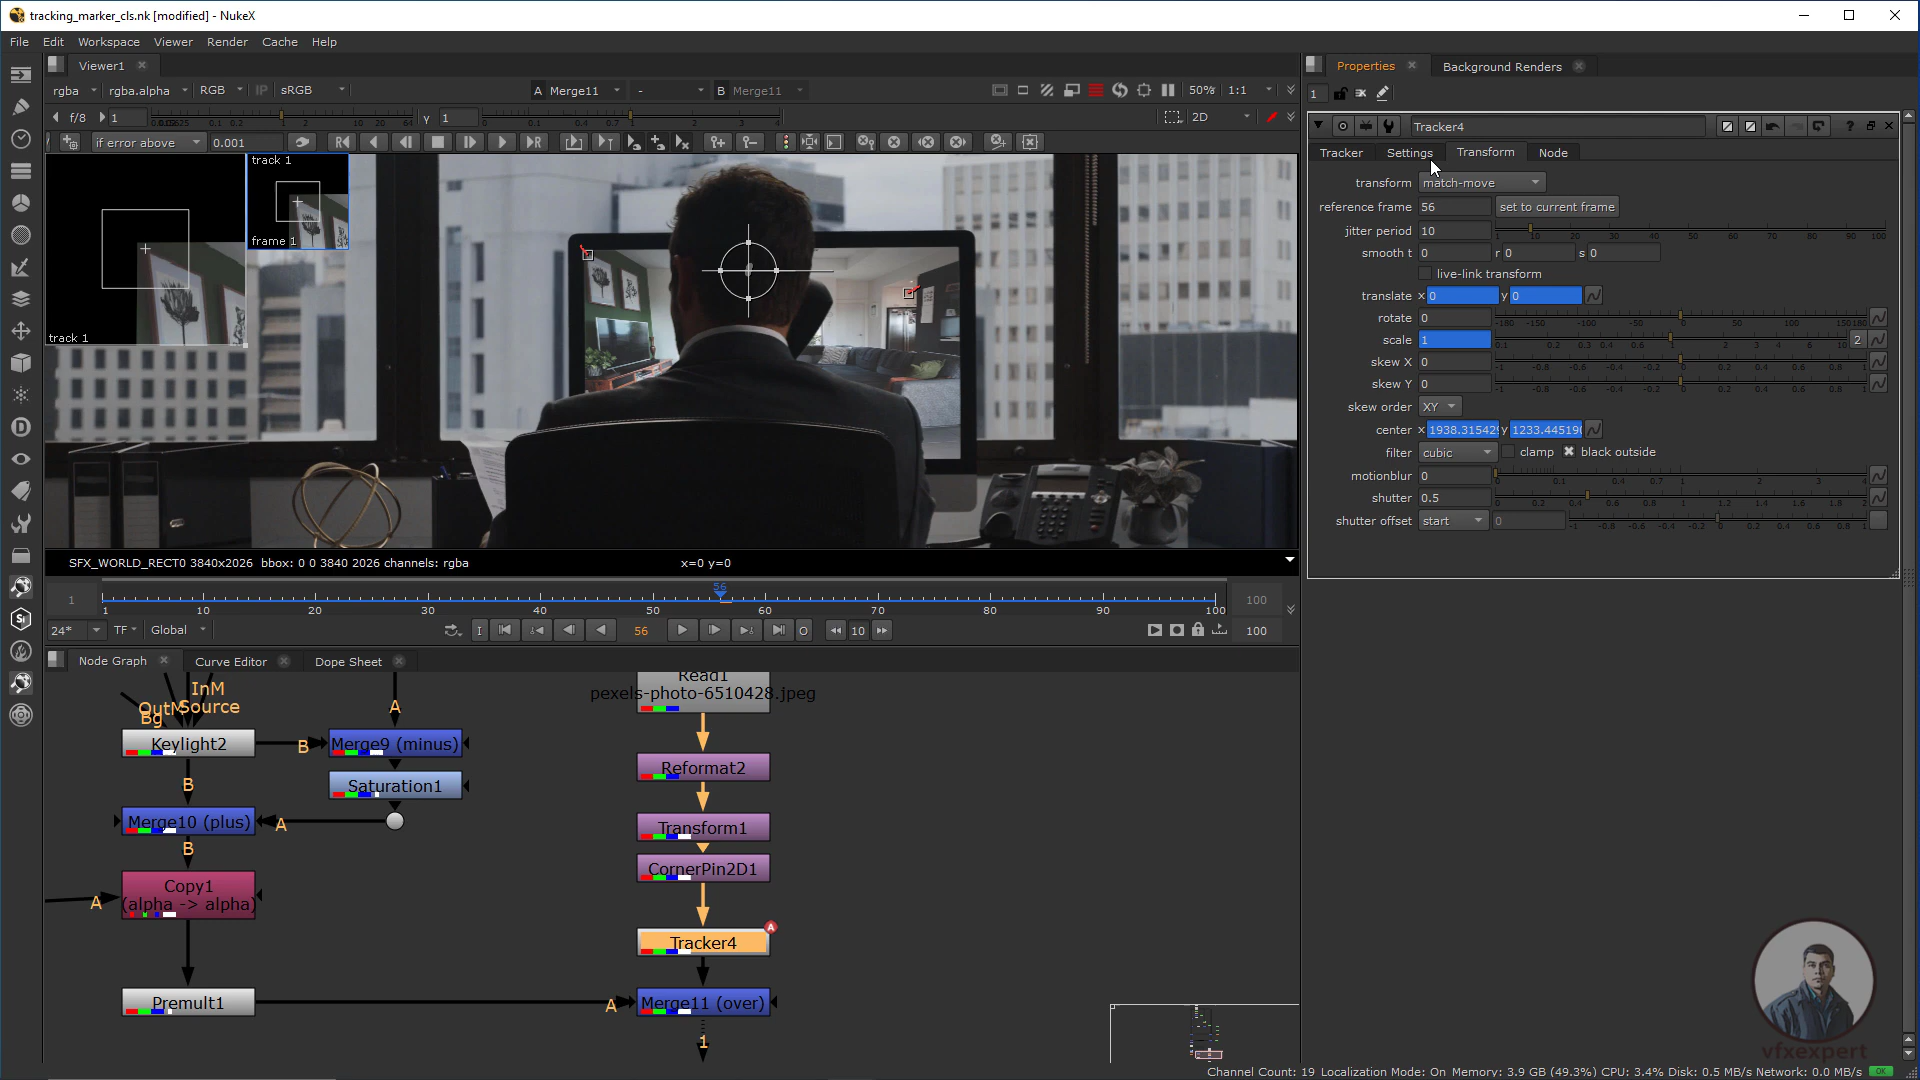 tracking_marker_cls.nk [modified] - NukeX
File Edit Workspace Viewer Render Cache Help
Viewer1
rgba rgba.alpha RGB IP sRGB A Merge11 - B Merge11 50% 1:1
f/8 1 y 1 2D
if error above 0.001
track 1
frame 1
track 1
SFX_WORLD_RECT0 3840x2026 bbox: 0 0 3840 2026 channels: rgba x=0 y=0
56
1 1 10 20 30 40 50 60 70 80 90 100 100
24* TF Global I 56 O 10 100
Node Graph Curve Editor Dope Sheet
InM
OutM Source
Bg
A
Keylight2
B
Merge9 (minus)
B
Saturation1
Merge10 (plus)
A
B
Copy1
(alpha -> alpha)
A
Premult1
Read1
pexels-photo-6510428.jpeg
Reformat2
Transform1
CornerPin2D1
A
Tracker4
A
Merge11 (over)
1
Properties Background Renders
1
Tracker4
Tracker Settings Transform Node
transform match-move
reference frame 56 set to current frame
jitter period 10
smooth t 0 r 0 s 0
live-link transform
translate x 0 y 0
rotate 0
scale 1 2
skew X 0
skew Y 0
skew order XY
center x 1938.315429 y 1233.445190
filter cubic clamp black outside
motionblur 0
shutter 0.5
shutter offset start 0
vfxexpert
Channel Count: 19 Localization Mode: On Memory: 3.9 GB (49.3%) CPU: 3.4% Disk: 0.5 MB/s Network: 0.0 MB/s OK